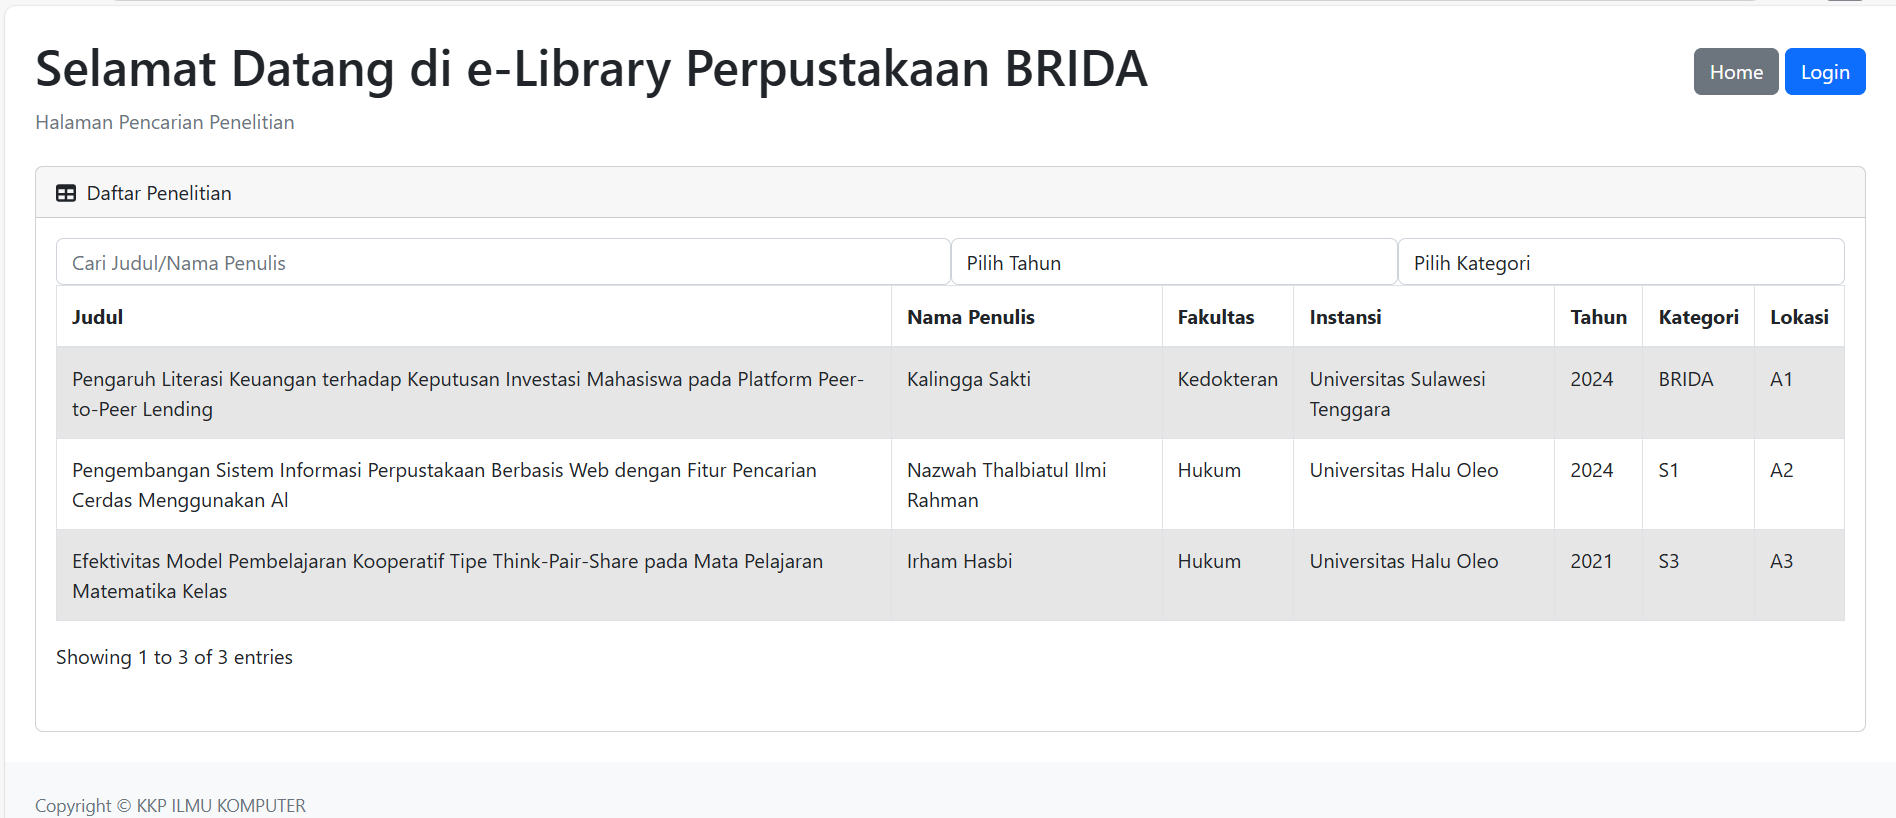 Selamat Datang di e-Library Perpustakaan BRIDA
Home
Login
Halaman Pencarian Penelitian
Daftar Penelitian
Cari Judul/Nama Penulis
Pilih Tahun
Pilih Kategori
Judul
Nama Penulis
Fakultas
Instansi
Tahun
Kategori
Lokasi
Pengaruh Literasi Keuangan terhadap Keputusan Investasi Mahasiswa pada Platform Peer-
to-Peer Lending
Kalingga Sakti
Kedokteran
Universitas Sulawesi
Tenggara
2024
BRIDA
A1
Pengembangan Sistem Informasi Perpustakaan Berbasis Web dengan Fitur Pencarian
Cerdas Menggunakan Al
Nazwah Thalbiatul Ilmi
Rahman
Hukum
Universitas Halu Oleo
2024
S1
A2
Efektivitas Model Pembelajaran Kooperatif Tipe Think-Pair-Share pada Mata Pelajaran
Matematika Kelas
Irham Hasbi
Hukum
Universitas Halu Oleo
2021
S3
A3
Showing 1 to 3 of 3 entries
Copyright © KKP ILMU KOMPUTER